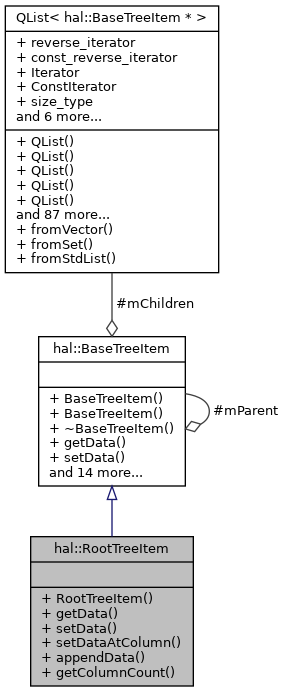 QList< hal::BaseTreeItem * >
+ reverse_iterator
+ const_reverse_iterator
+ Iterator
+ ConstIterator
+ size_type
and 6 more...
+ QList()
+ QList()
+ QList()
+ QList()
+ QList()
and 87 more...
+ fromVector()
+ fromSet()
+ fromStdList()
#mChildren
hal::BaseTreeItem
+ BaseTreeItem()
+ BaseTreeItem()
+ ~BaseTreeItem()
+ getData()
+ setData()
and 14 more...
#mParent
hal::RootTreeItem
+ RootTreeItem()
+ getData()
+ setData()
+ setDataAtColumn()
+ appendData()
+ getColumnCount()